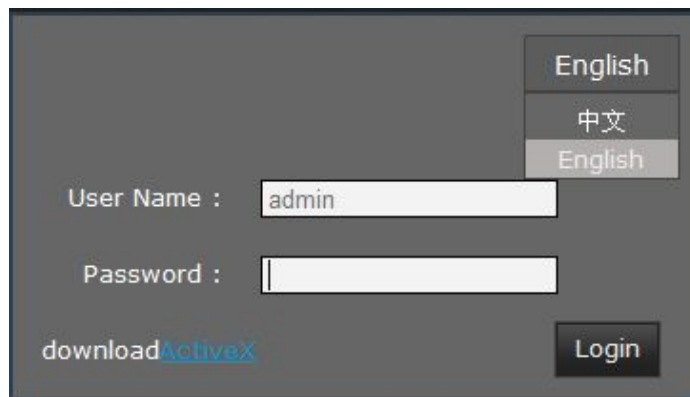 English
中文
English
User Name :
admin
Password :
downloadActiveX
Login